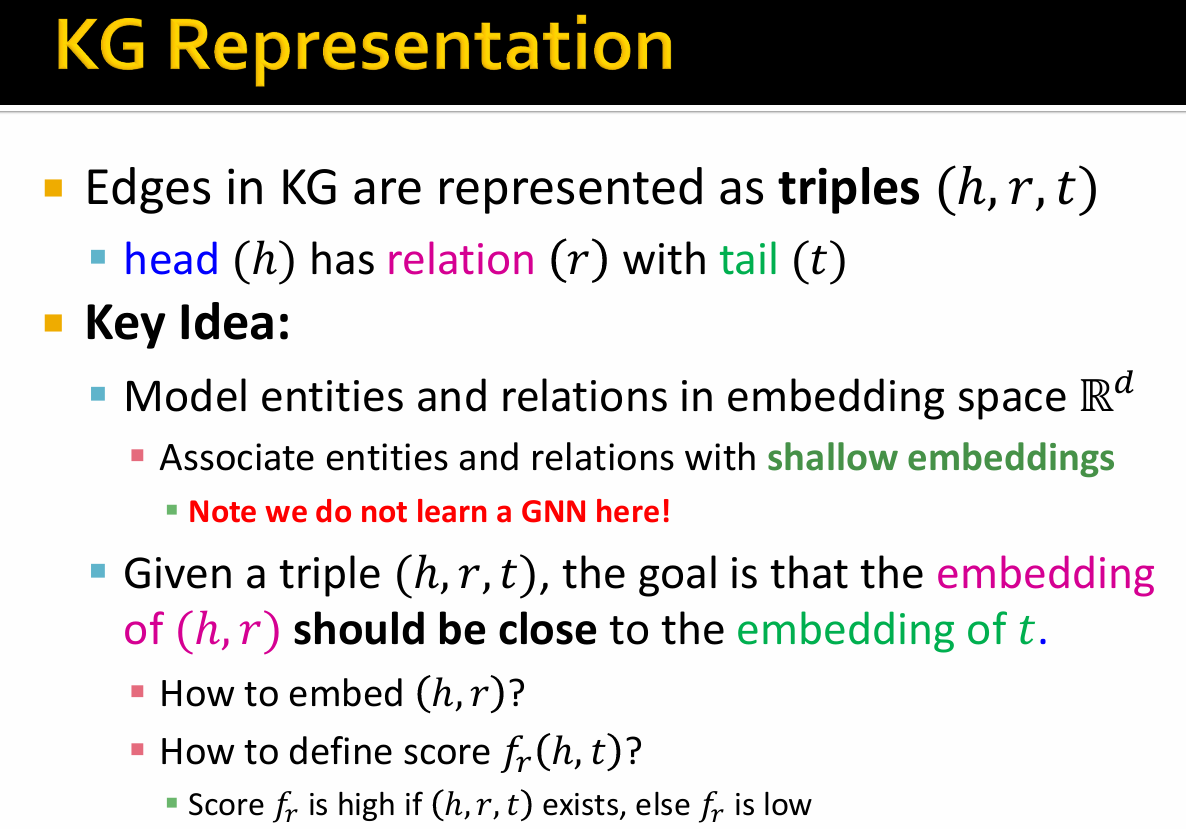 KG Representation
Edges in KG are represented as triples (ℎ, 𝑟, 𝑡)
head (ℎ) has relation (𝑟) with tail (𝑡)
Key Idea:
Model entities and relations in embedding space ℝ^𝑑
Associate entities and relations with shallow embeddings
Note we do not learn a GNN here!
Given a triple (ℎ, 𝑟, 𝑡), the goal is that the embedding
of (ℎ, 𝑟) should be close to the embedding of 𝑡.
How to embed (ℎ, 𝑟)?
How to define score 𝑓_𝑟(ℎ, 𝑡)?
Score 𝑓_𝑟 is high if (ℎ, 𝑟, 𝑡) exists, else 𝑓_𝑟 is low